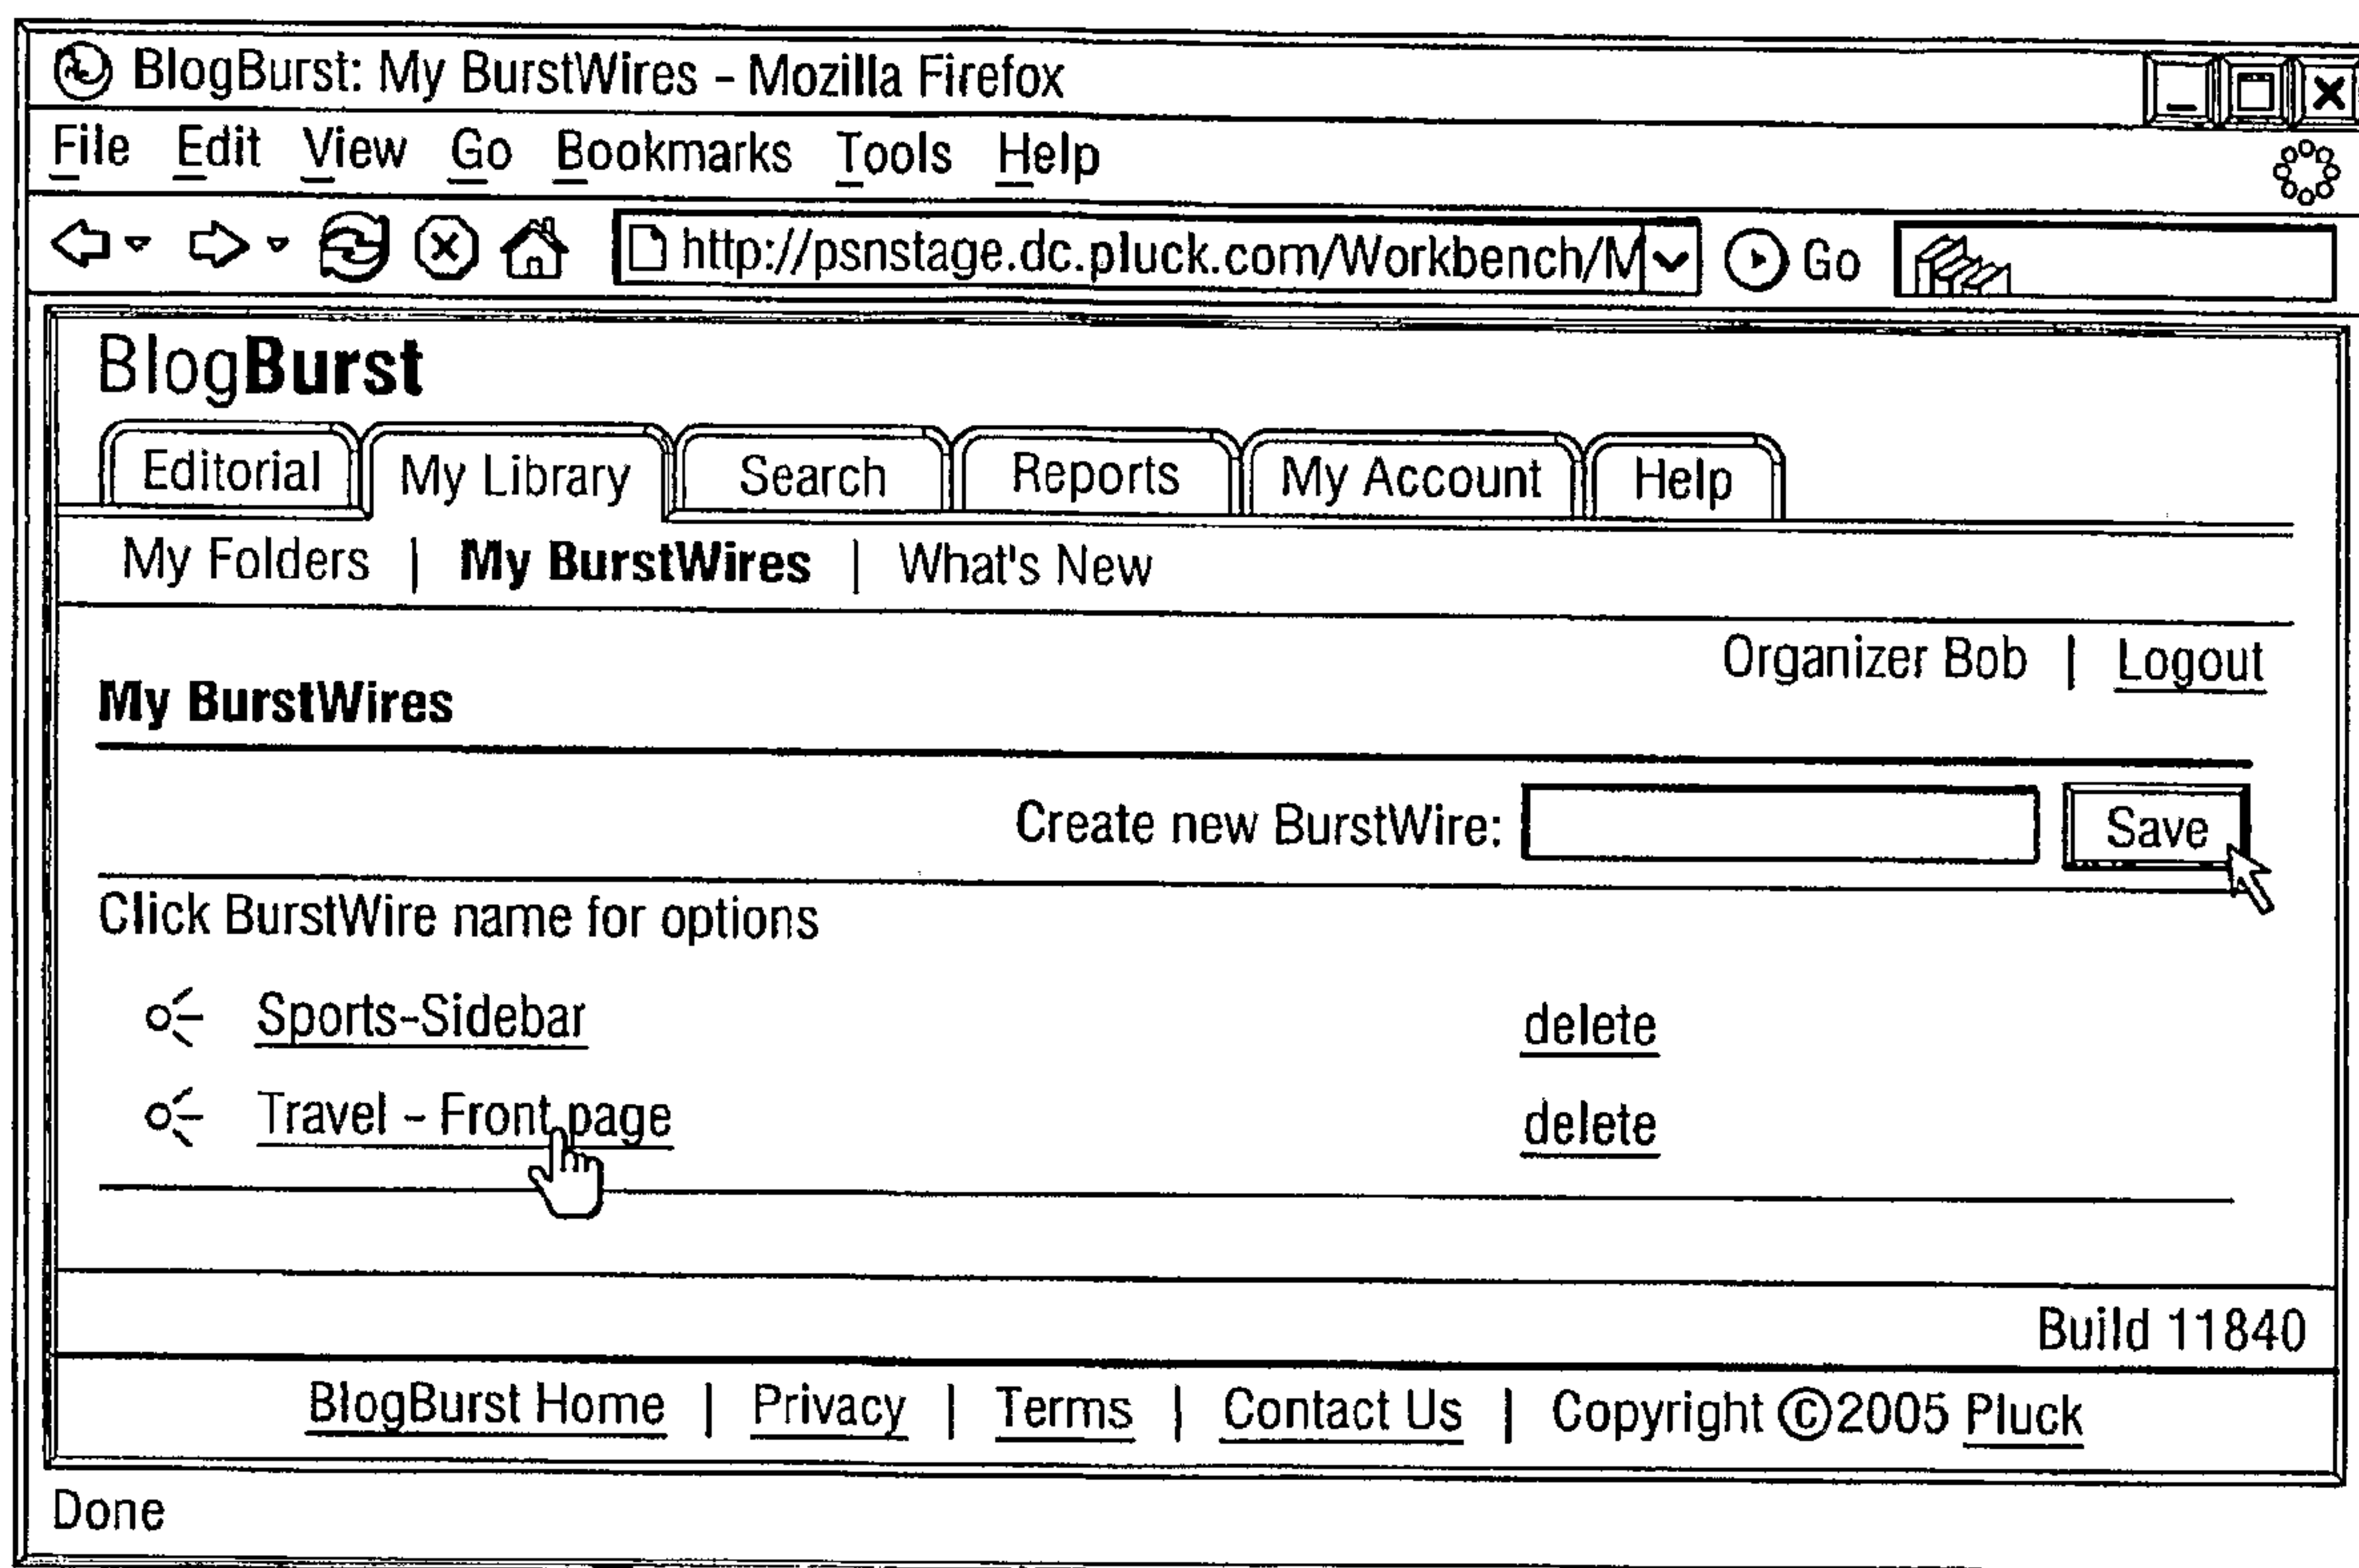 BlogBurst: My BurstWires - Mozilla Firefox
File Edit View Go Bookmarks Tools Help
http://psnstage.dc.pluck.com/Workbench/M Go
BlogBurst
Editorial My Library Search Reports My Account Help
My Folders | My BurstWires | What's New
Organizer Bob | Logout
My BurstWires
Create new BurstWire: Save
Click BurstWire name for options
Sports-Sidebar delete
Travel - Front page delete
Build 11840
BlogBurst Home | Privacy | Terms | Contact Us | Copyright ©2005 Pluck
Done